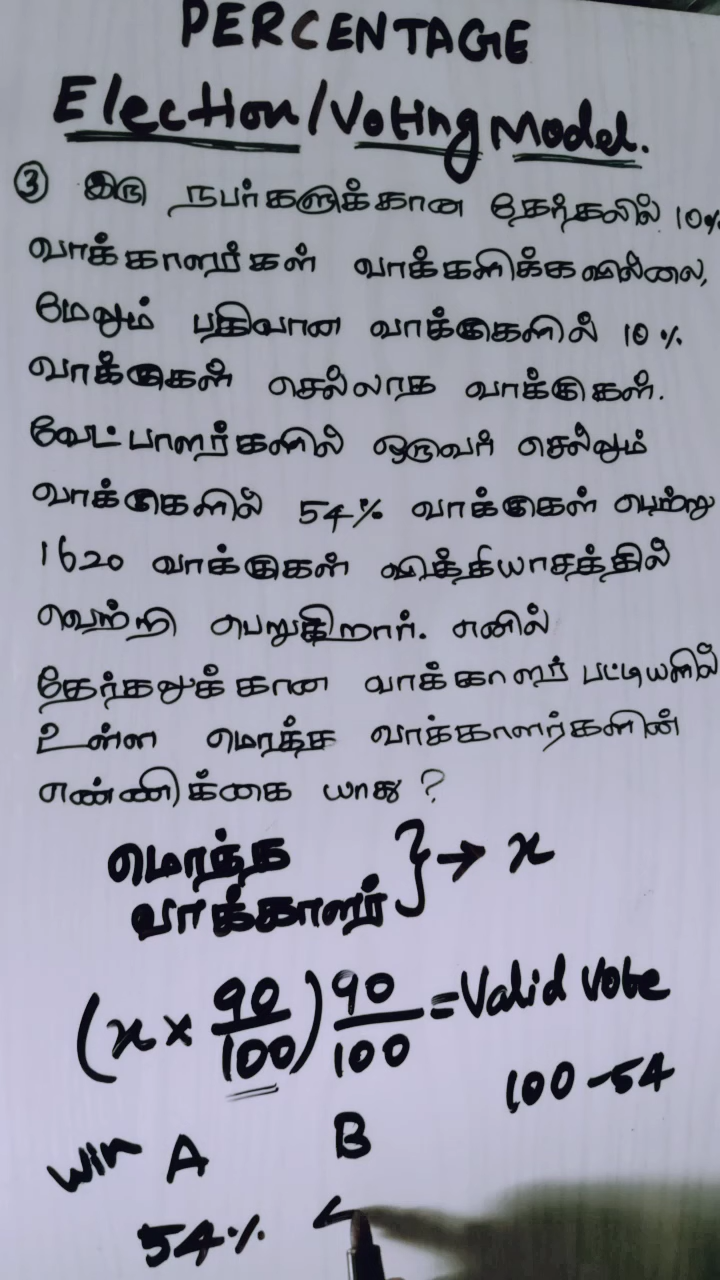 PERCENTAGE
Election/Voting Model.
③ இரு நபர்களுக்கான தேர்தலில் 10%
வாக்காளர்கள் வாக்களிக்கவில்லை,
மேலும் பதிவான வாக்குகளில் 10%
வாக்குகள் செல்லாத வாக்குகள்.
வேட்பாளர்களில் ஒருவர் செல்லும்
வாக்குகளில் 54% வாக்குகள் பெற்று
1620 வாக்குகள் வித்தியாசத்தில்
வெற்றி பெறுகிறார். எனில்
தேர்தலுக்கான வாக்காளர் பட்டியலில்
உள்ள மொத்த வாக்காளர்களின்
எண்ணிக்கை யாது?
மொத்த
வாக்காளர் } → x
(x × 90/100) 90/100 = Valid Vote
100 - 54
win A B
54%